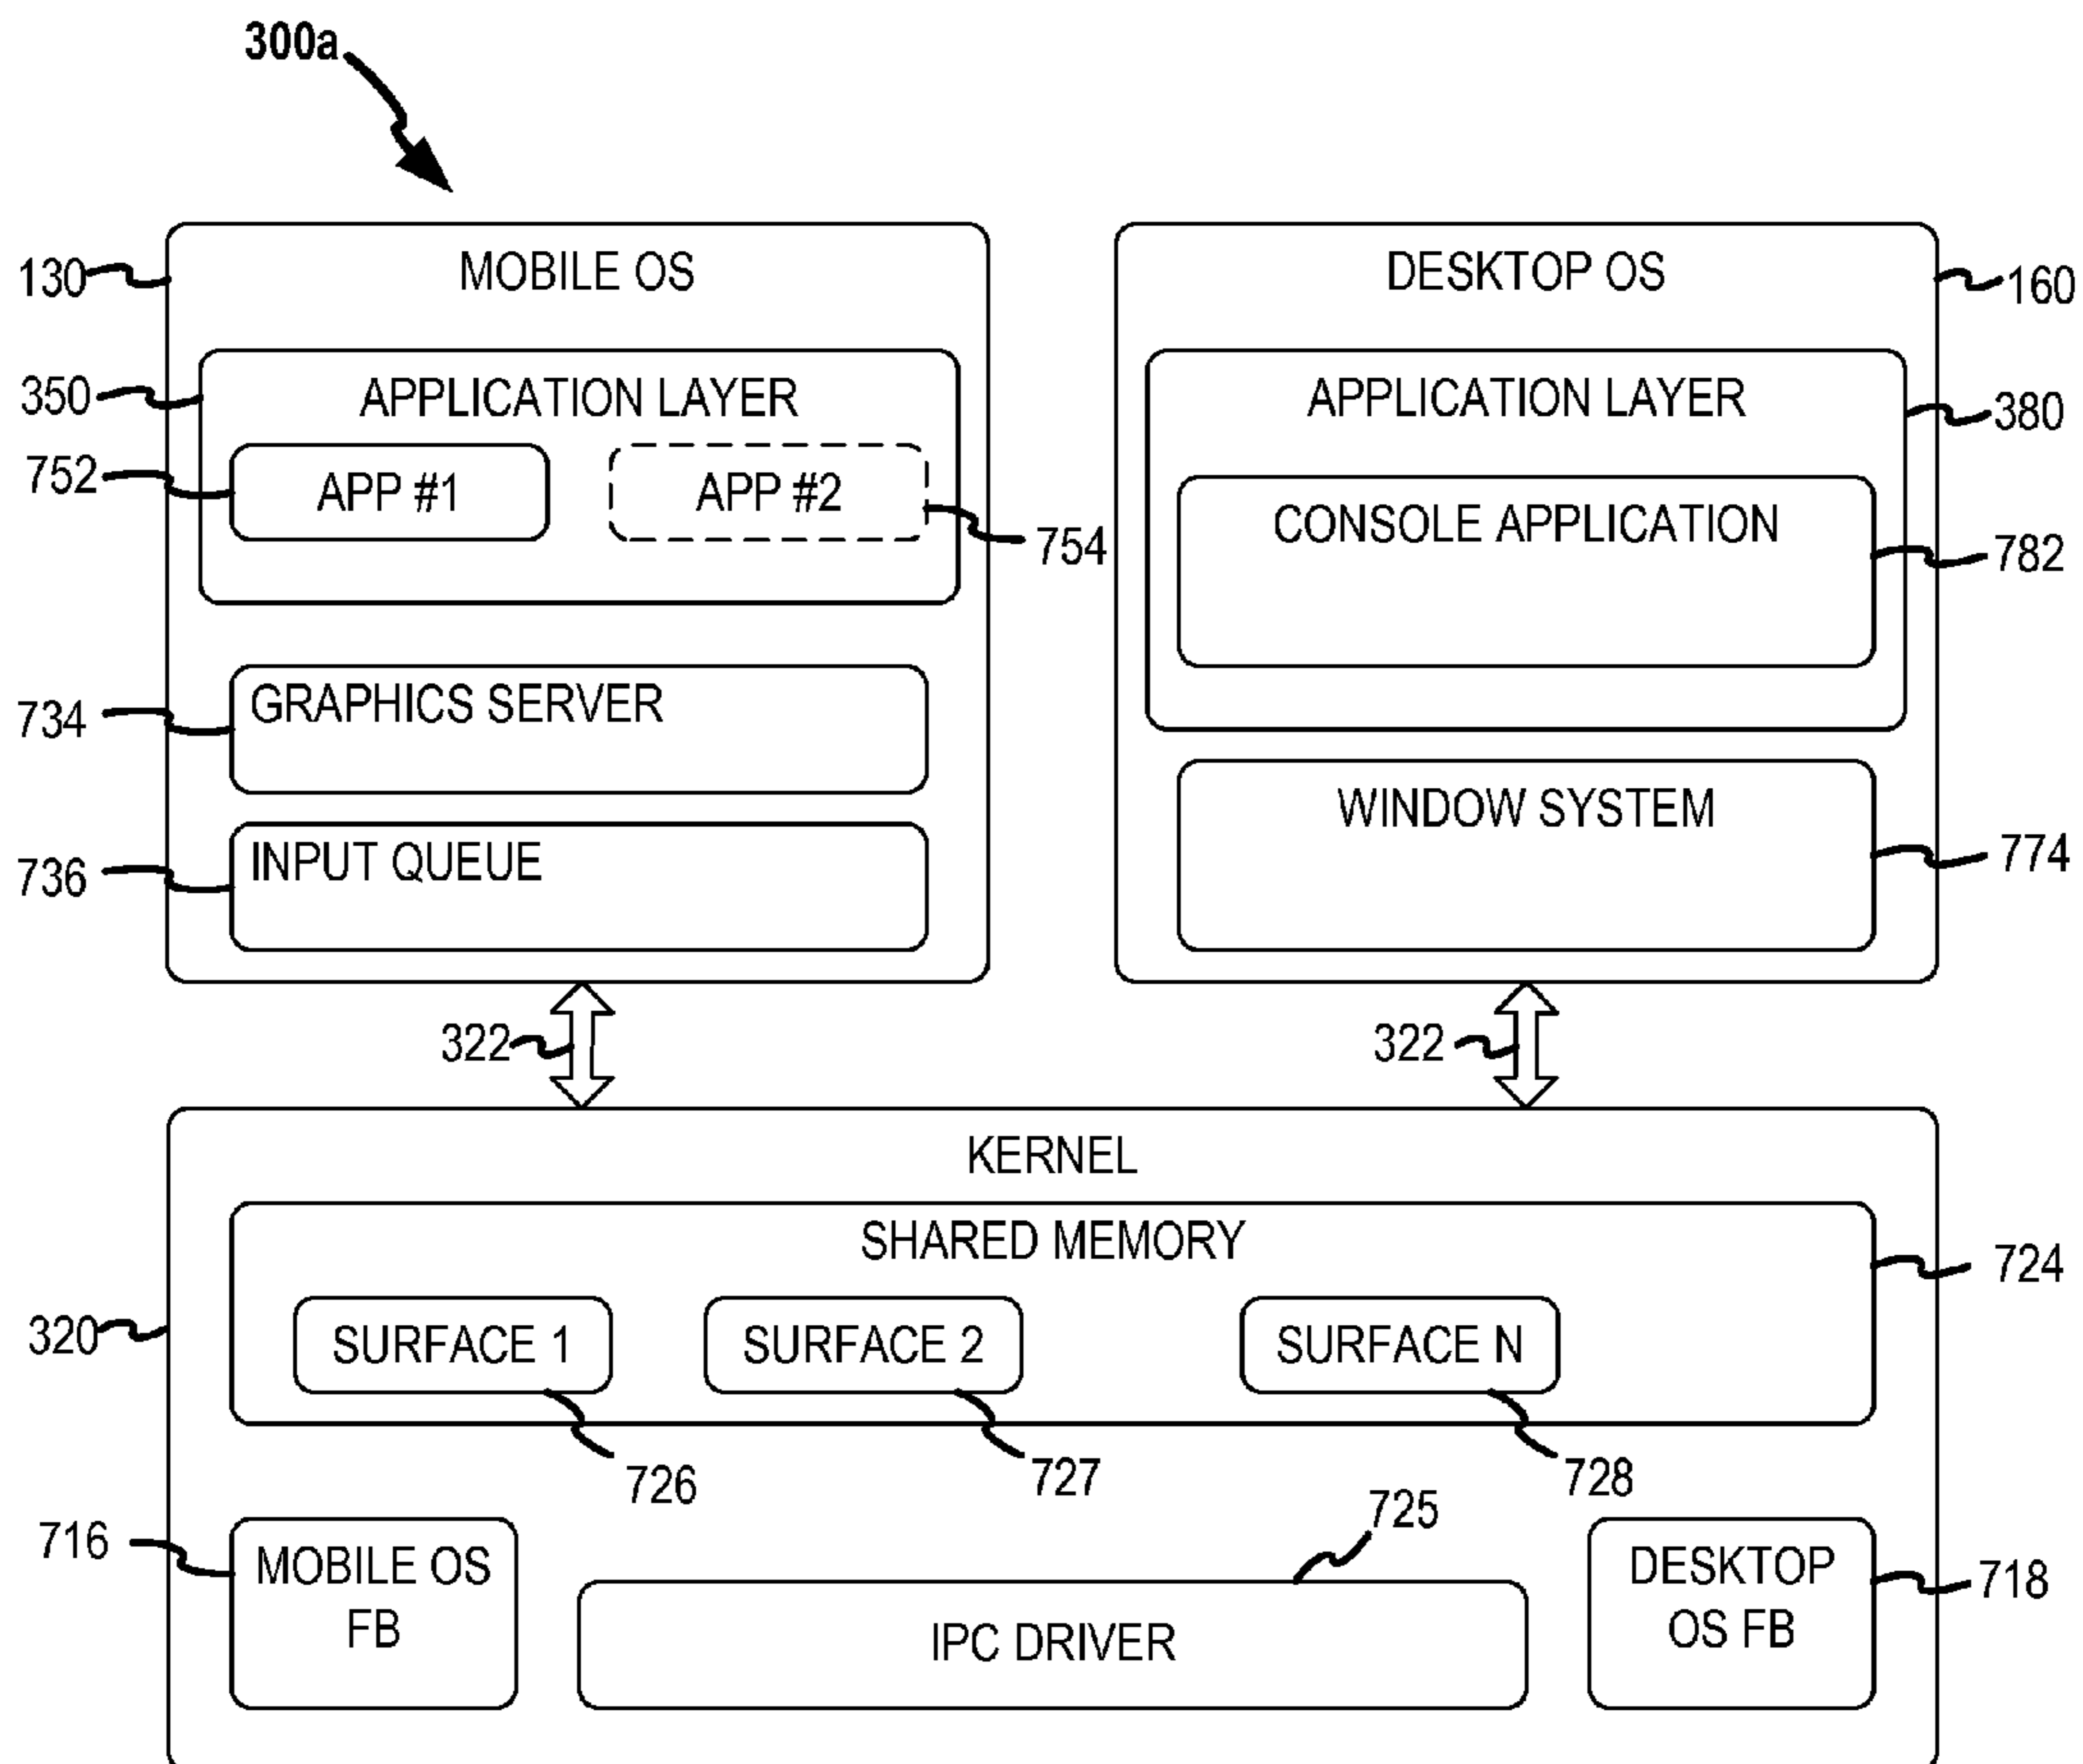 300a
MOBILE OS
DESKTOP OS
130
160
APPLICATION LAYER
APPLICATION LAYER
350
380
752
APP #1
APP #2
CONSOLE APPLICATION
754
782
GRAPHICS SERVER
734
WINDOW SYSTEM
INPUT QUEUE
736
774
322
322
KERNEL
SHARED MEMORY
724
320
SURFACE 1
SURFACE 2
SURFACE N
726
727
728
725
716
MOBILE OS
FB
DESKTOP
OS FB
718
IPC DRIVER